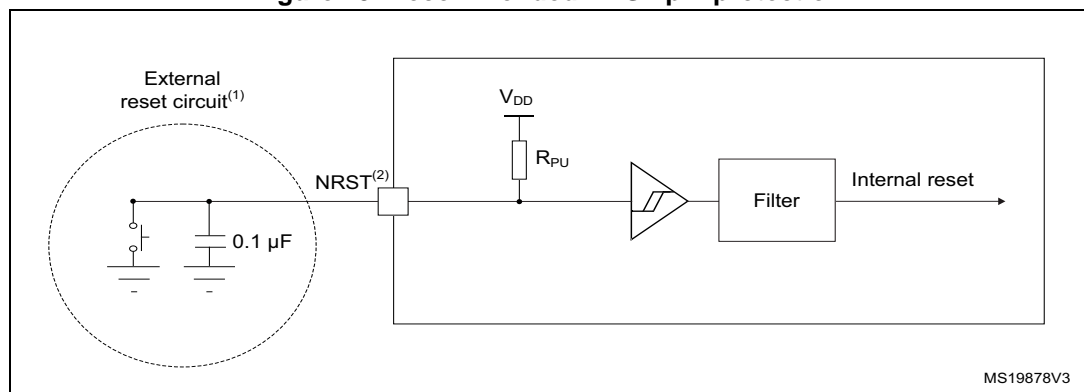 External
reset circuit(1)
VDD
RPU
NRST(2)
Filter
Internal reset
0.1 µF
MS19878V3